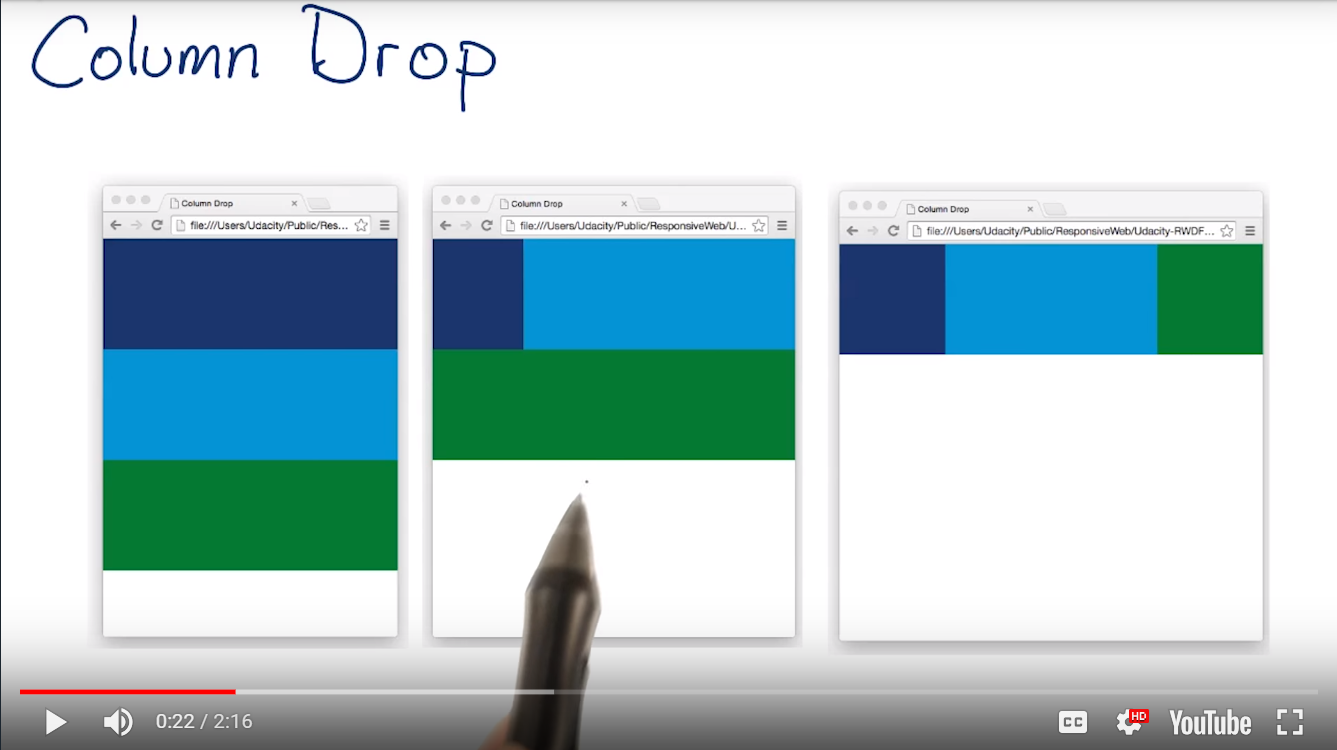 Column Drop
Column Drop
file:///Users/Udacity/Public/Res...
Column Drop
file:///Users/Udacity/Public/ResponsiveWeb/U...
Column Drop
file:///Users/Udacity/Public/ResponsiveWeb/Udacity-RWDF...
0:22 / 2:16
CC
HD
YouTube